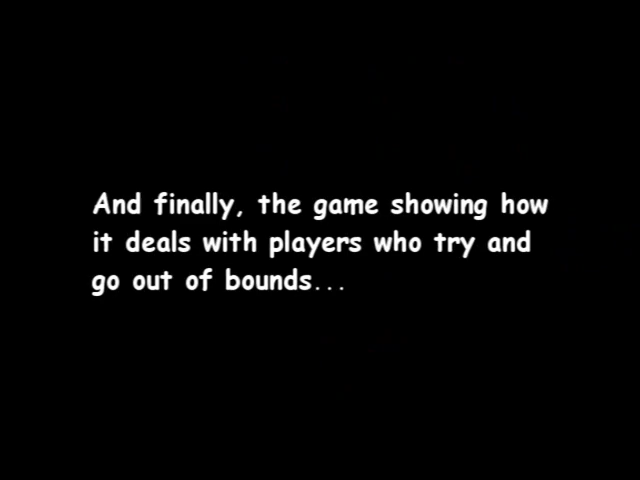 And finally, the game showing how
it deals with players who try and
go out of bounds...